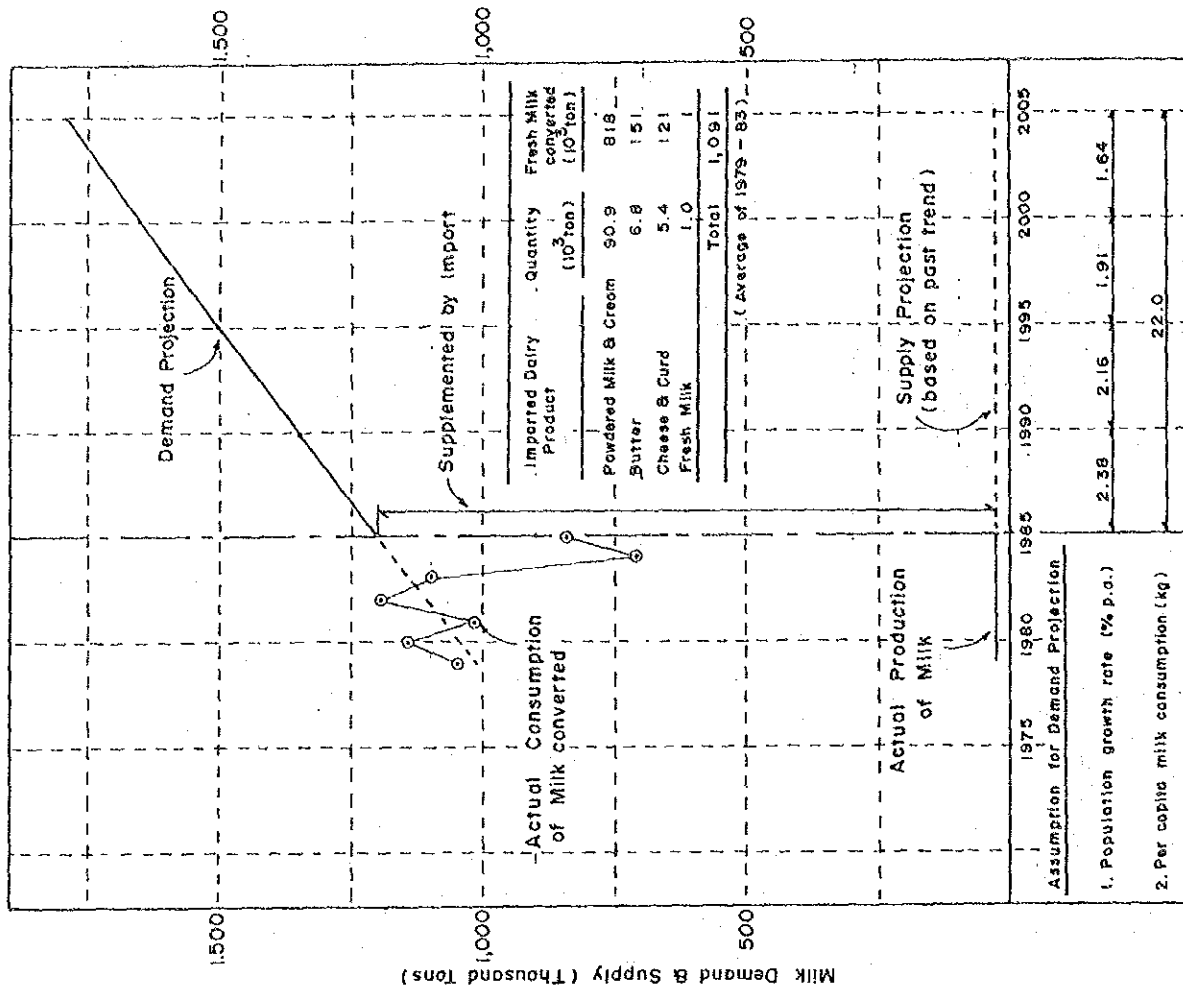 Milk Demand & Supply (Thousand Tons)
1.500
1,000
500
1.500
1,000
500
Demand Projection
Supplemented by Import
Imported Dairy Product
Quantity (10³ton)
Fresh Milk converted (10³ton)
Powdered Milk & Cream 90.9 818
Butter 6.8 151
Cheese & Curd 5.4 121
Fresh Milk 1.0 1
Total 1,091
(Average of 1979-83)
Actual Consumption
of Milk converted
Supply Projection
(based on past trend)
Actual Production
of Milk
1975 1980 1985 1990 1995 2000 2005
Assumption for Demand Projection
1. Population growth rate (% p.a.) 2.38 2.16 1.91 1.64
2. Per capita milk consumption (kg) 22.0